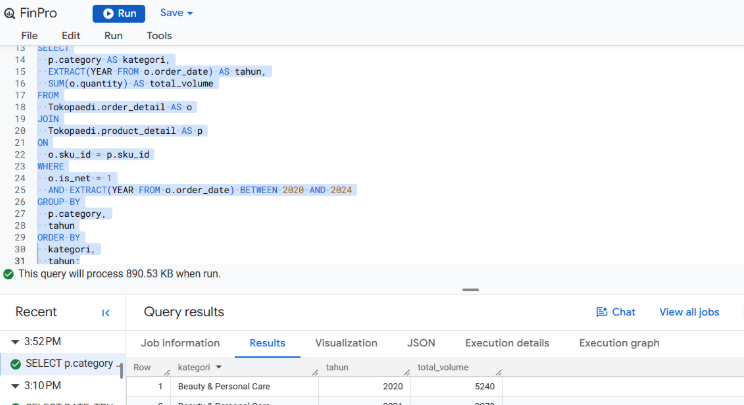 FinPro Run Save
File Edit Run Tools
13 SELECT
14 p.category AS kategori,
15 EXTRACT(YEAR FROM o.order_date) AS tahun,
16 SUM(o.quantity) AS total_volume
17 FROM
18 Tokopaedi.order_detail AS o
19 JOIN
20 Tokopaedi.product_detail AS p
21 ON
22 o.sku_id = p.sku_id
23 WHERE
24 o.is_net = 1
25 AND EXTRACT(YEAR FROM o.order_date) BETWEEN 2020 AND 2024
26 GROUP BY
27 p.category,
28 tahun
29 ORDER BY
30 kategori,
31 tahun;
This query will process 890.53 KB when run.
Recent Query results Chat View all jobs
3:52 PM Job information Results Visualization JSON Execution details Execution graph
SELECT p.category ... Row kategori tahun total_volume
3:10 PM 1 Beauty & Personal Care 2020 5240